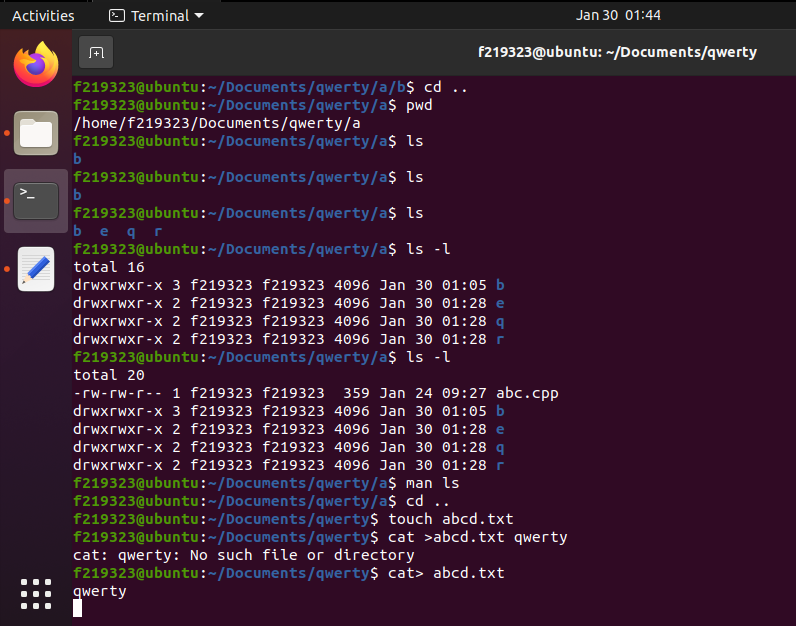 Activities Terminal Jan 30 01:44
f219323@ubuntu: ~/Documents/qwerty
f219323@ubuntu:~/Documents/qwerty/a/b$ cd ..
f219323@ubuntu:~/Documents/qwerty/a$ pwd
/home/f219323/Documents/qwerty/a
f219323@ubuntu:~/Documents/qwerty/a$ ls
b
f219323@ubuntu:~/Documents/qwerty/a$ ls
b
f219323@ubuntu:~/Documents/qwerty/a$ ls
b  e  q  r
f219323@ubuntu:~/Documents/qwerty/a$ ls -l
total 16
drwxrwxr-x 3 f219323 f219323 4096 Jan 30 01:05 b
drwxrwxr-x 2 f219323 f219323 4096 Jan 30 01:28 e
drwxrwxr-x 2 f219323 f219323 4096 Jan 30 01:28 q
drwxrwxr-x 2 f219323 f219323 4096 Jan 30 01:28 r
f219323@ubuntu:~/Documents/qwerty/a$ ls -l
total 20
-rw-rw-r-- 1 f219323 f219323  359 Jan 24 09:27 abc.cpp
drwxrwxr-x 3 f219323 f219323 4096 Jan 30 01:05 b
drwxrwxr-x 2 f219323 f219323 4096 Jan 30 01:28 e
drwxrwxr-x 2 f219323 f219323 4096 Jan 30 01:28 q
drwxrwxr-x 2 f219323 f219323 4096 Jan 30 01:28 r
f219323@ubuntu:~/Documents/qwerty/a$ man ls
f219323@ubuntu:~/Documents/qwerty/a$ cd ..
f219323@ubuntu:~/Documents/qwerty$ touch abcd.txt
f219323@ubuntu:~/Documents/qwerty$ cat >abcd.txt qwerty
cat: qwerty: No such file or directory
f219323@ubuntu:~/Documents/qwerty$ cat> abcd.txt
qwerty